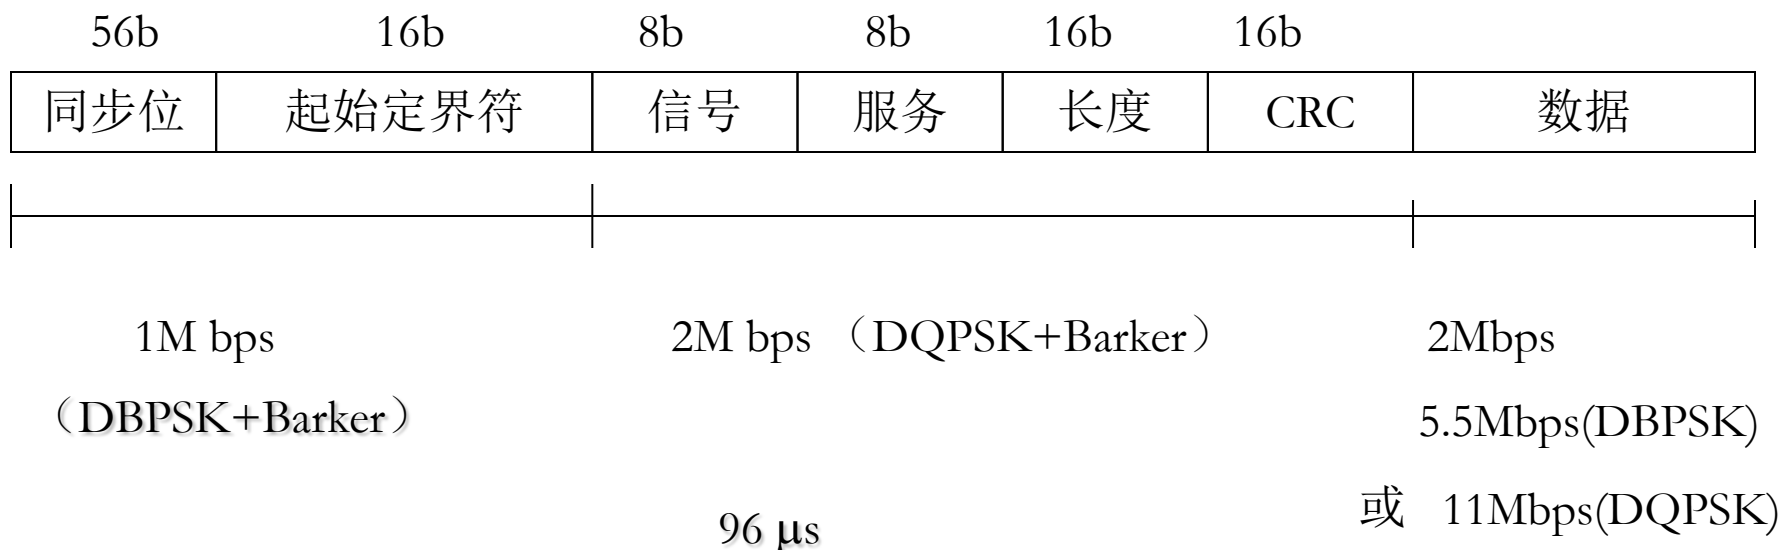 56b 16b 8b 8b 16b 16b
同步位 起始定界符 信号 服务 长度 CRC 数据
1M bps 2M bps （DQPSK+Barker） 2Mbps
（DBPSK+Barker） 5.5Mbps(DBPSK)
96 μs 或 11Mbps(DQPSK)